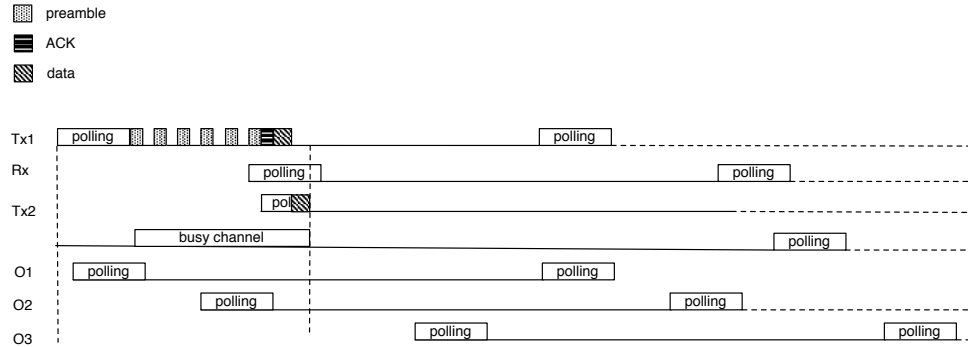 preamble
ACK
data
Tx1 polling polling
Rx polling polling
Tx2 pol
busy channel polling
O1 polling polling
O2 polling polling
O3 polling polling